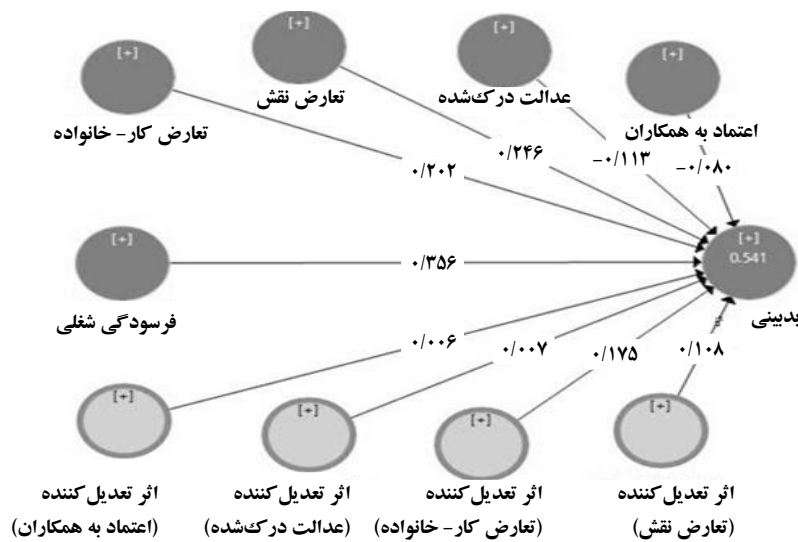 [+]
[+]
[+]
[+]
عدالت درک‌شده
تعارض نقش
اعتماد به همکاران
تعارض کار- خانواده
-۰/۰۸۰
-۰/۱۱۳
۰/۲۴۶
۰/۲۰۲
[+]
[+]
0.541
۰/۳۵۶
بدبینی
فرسودگی شغلی
۰/۱۰۸
۰/۱۷۵
۰/۰۰۷
۰/۰۰۶
[+]
[+]
[+]
[+]
اثر تعدیل‌کننده
(تعارض نقش)
اثر تعدیل‌کننده
(تعارض کار- خانواده)
اثر تعدیل‌کننده
(عدالت درک‌شده)
اثر تعدیل‌کننده
(اعتماد به همکاران)